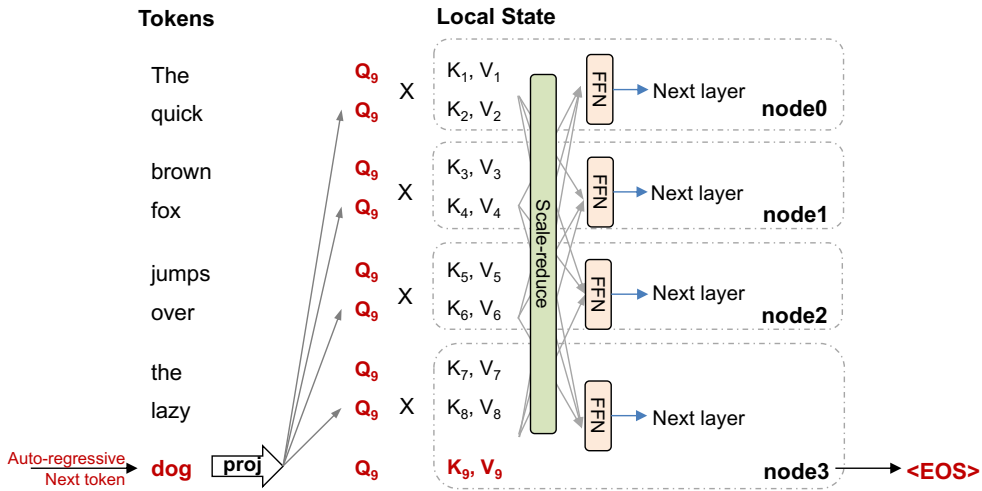 Tokens Local State
The Q₉ K₁, V₁ FFN
X Next layer
quick Q₉ K₂, V₂ node0
brown Q₉ K₃, V₃ FFN
X Next layer
fox Q₉ K₄, V₄ node1
Scale-reduce
jumps Q₉ K₅, V₅ FFN
X Next layer
over Q₉ K₆, V₆ node2
the Q₉ K₇, V₇ FFN
lazy Q₉ X K₈, V₈ Next layer
Auto-regressive
Next token
dog proj Q₉ K₉, V₉ node3 <EOS>